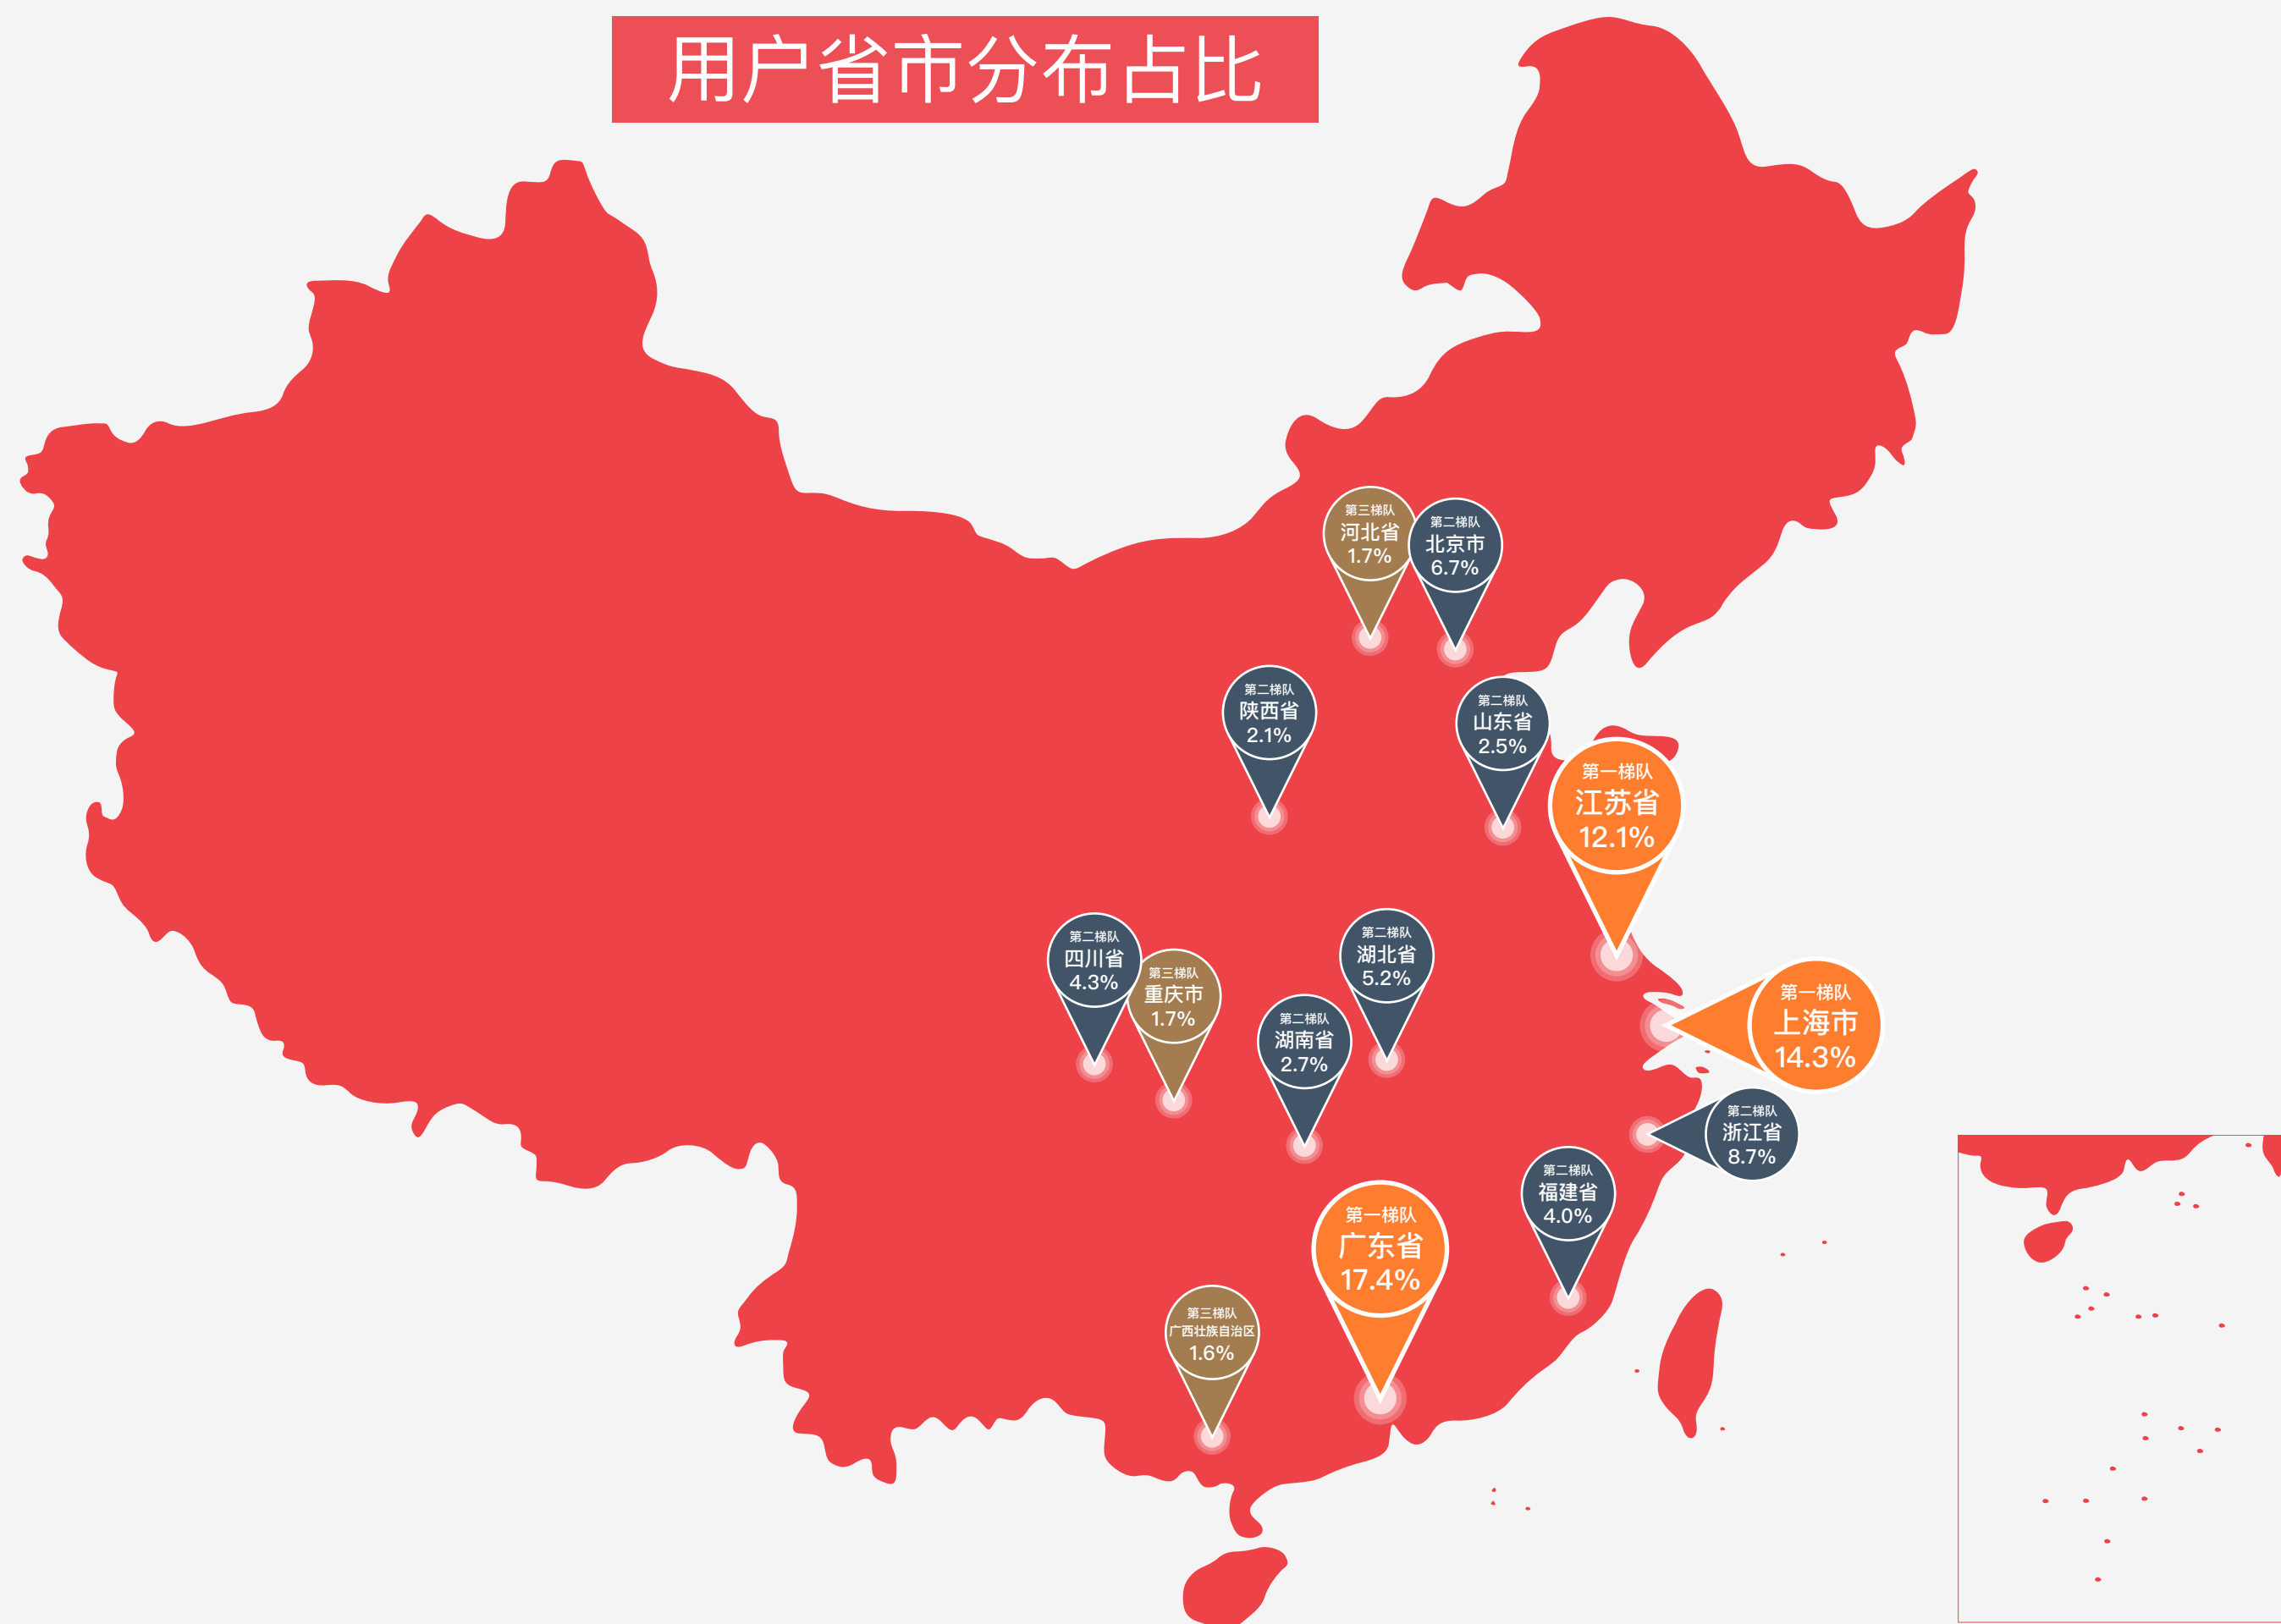 用户省市分布占比
第三梯队
河北省
1.7%
第二梯队
北京市
6.7%
第二梯队
陕西省
2.1%
第二梯队
山东省
2.5%
第一梯队
江苏省
12.1%
第二梯队
四川省
4.3%
第三梯队
重庆市
1.7%
第二梯队
湖北省
5.2%
第二梯队
湖南省
2.7%
第一梯队
上海市
14.3%
第二梯队
浙江省
8.7%
第二梯队
福建省
4.0%
第一梯队
广东省
17.4%
第三梯队
广西壮族自治区
1.6%